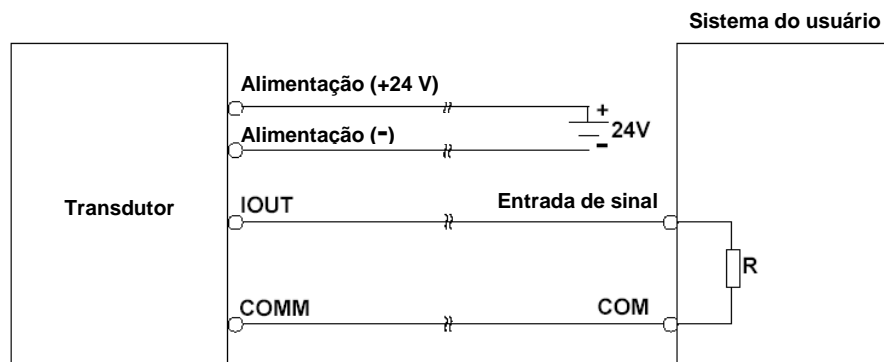 Sistema do usuário
Alimentação (+24 V)
+
Alimentação (-)
24V
-
Transdutor
IOUT
Entrada de sinal
R
COMM
COM